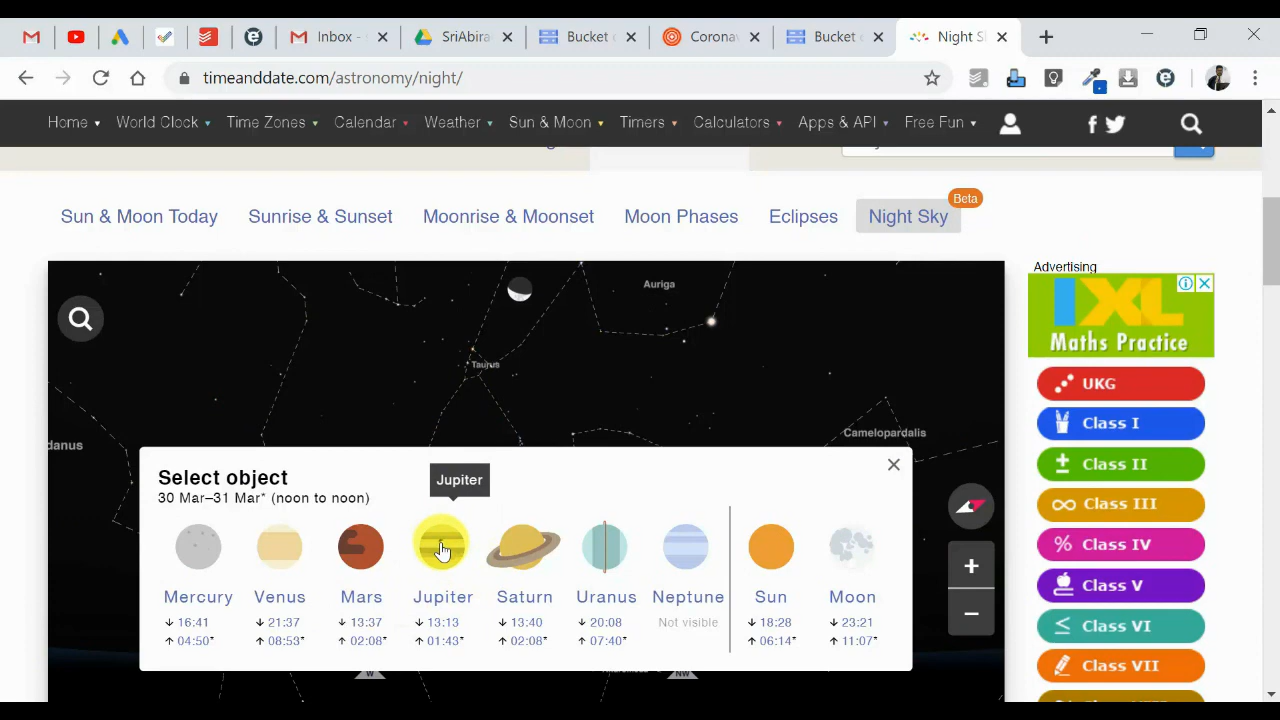 Inbox -
SriAbira
Bucket
Corona
Bucket
Night S
timeanddate.com/astronomy/night/
Home World Clock Time Zones Calendar Weather Sun & Moon Timers Calculators Apps & API Free Fun
Beta
Sun & Moon Today Sunrise & Sunset Moonrise & Moonset Moon Phases Eclipses Night Sky
Advertising
IXL
Maths Practice
UKG
Class I
Class II
Class III
Class IV
Class V
Class VI
Class VII
Auriga
Taurus
Camelopardalis
danus
Select object
30 Mar–31 Mar* (noon to noon)
Jupiter
Mercury Venus Mars Jupiter Saturn Uranus Neptune Sun Moon
↓ 16:41 ↓ :37 ↓ 13:37 ↓ 13:13 ↓ 13:40 ↓ 20:08 Not visible ↓ 18:28 ↓ 23:21
↑ 04:50* ↑ 08:53* ↑ 02:08* ↑ 01:43* ↑ 02:08* ↑ 07:40* ↑ 06:14* ↑ 11:07*
W NW